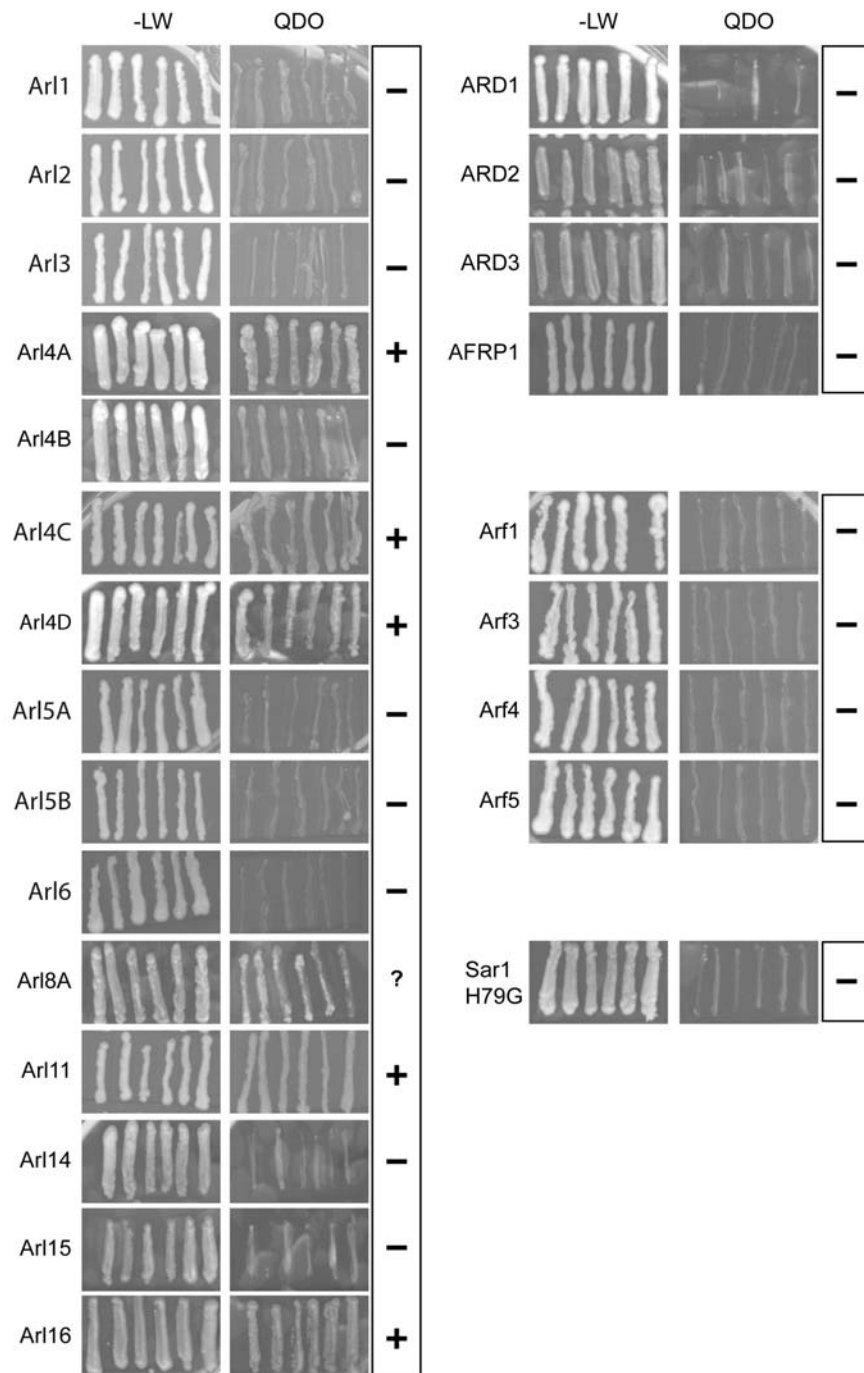 -LW QDO
Arl1 −
Arl2 −
Arl3 −
Arl4A +
Arl4B −
Arl4C +
Arl4D +
Arl5A −
Arl5B −
Arl6 −
Arl8A ?
Arl11 +
Arl14 −
Arl15 −
Arl16 +
-LW QDO
ARD1 −
ARD2 −
ARD3 −
AFRP1 −
Arf1 −
Arf3 −
Arf4 −
Arf5 −
Sar1
H79G −